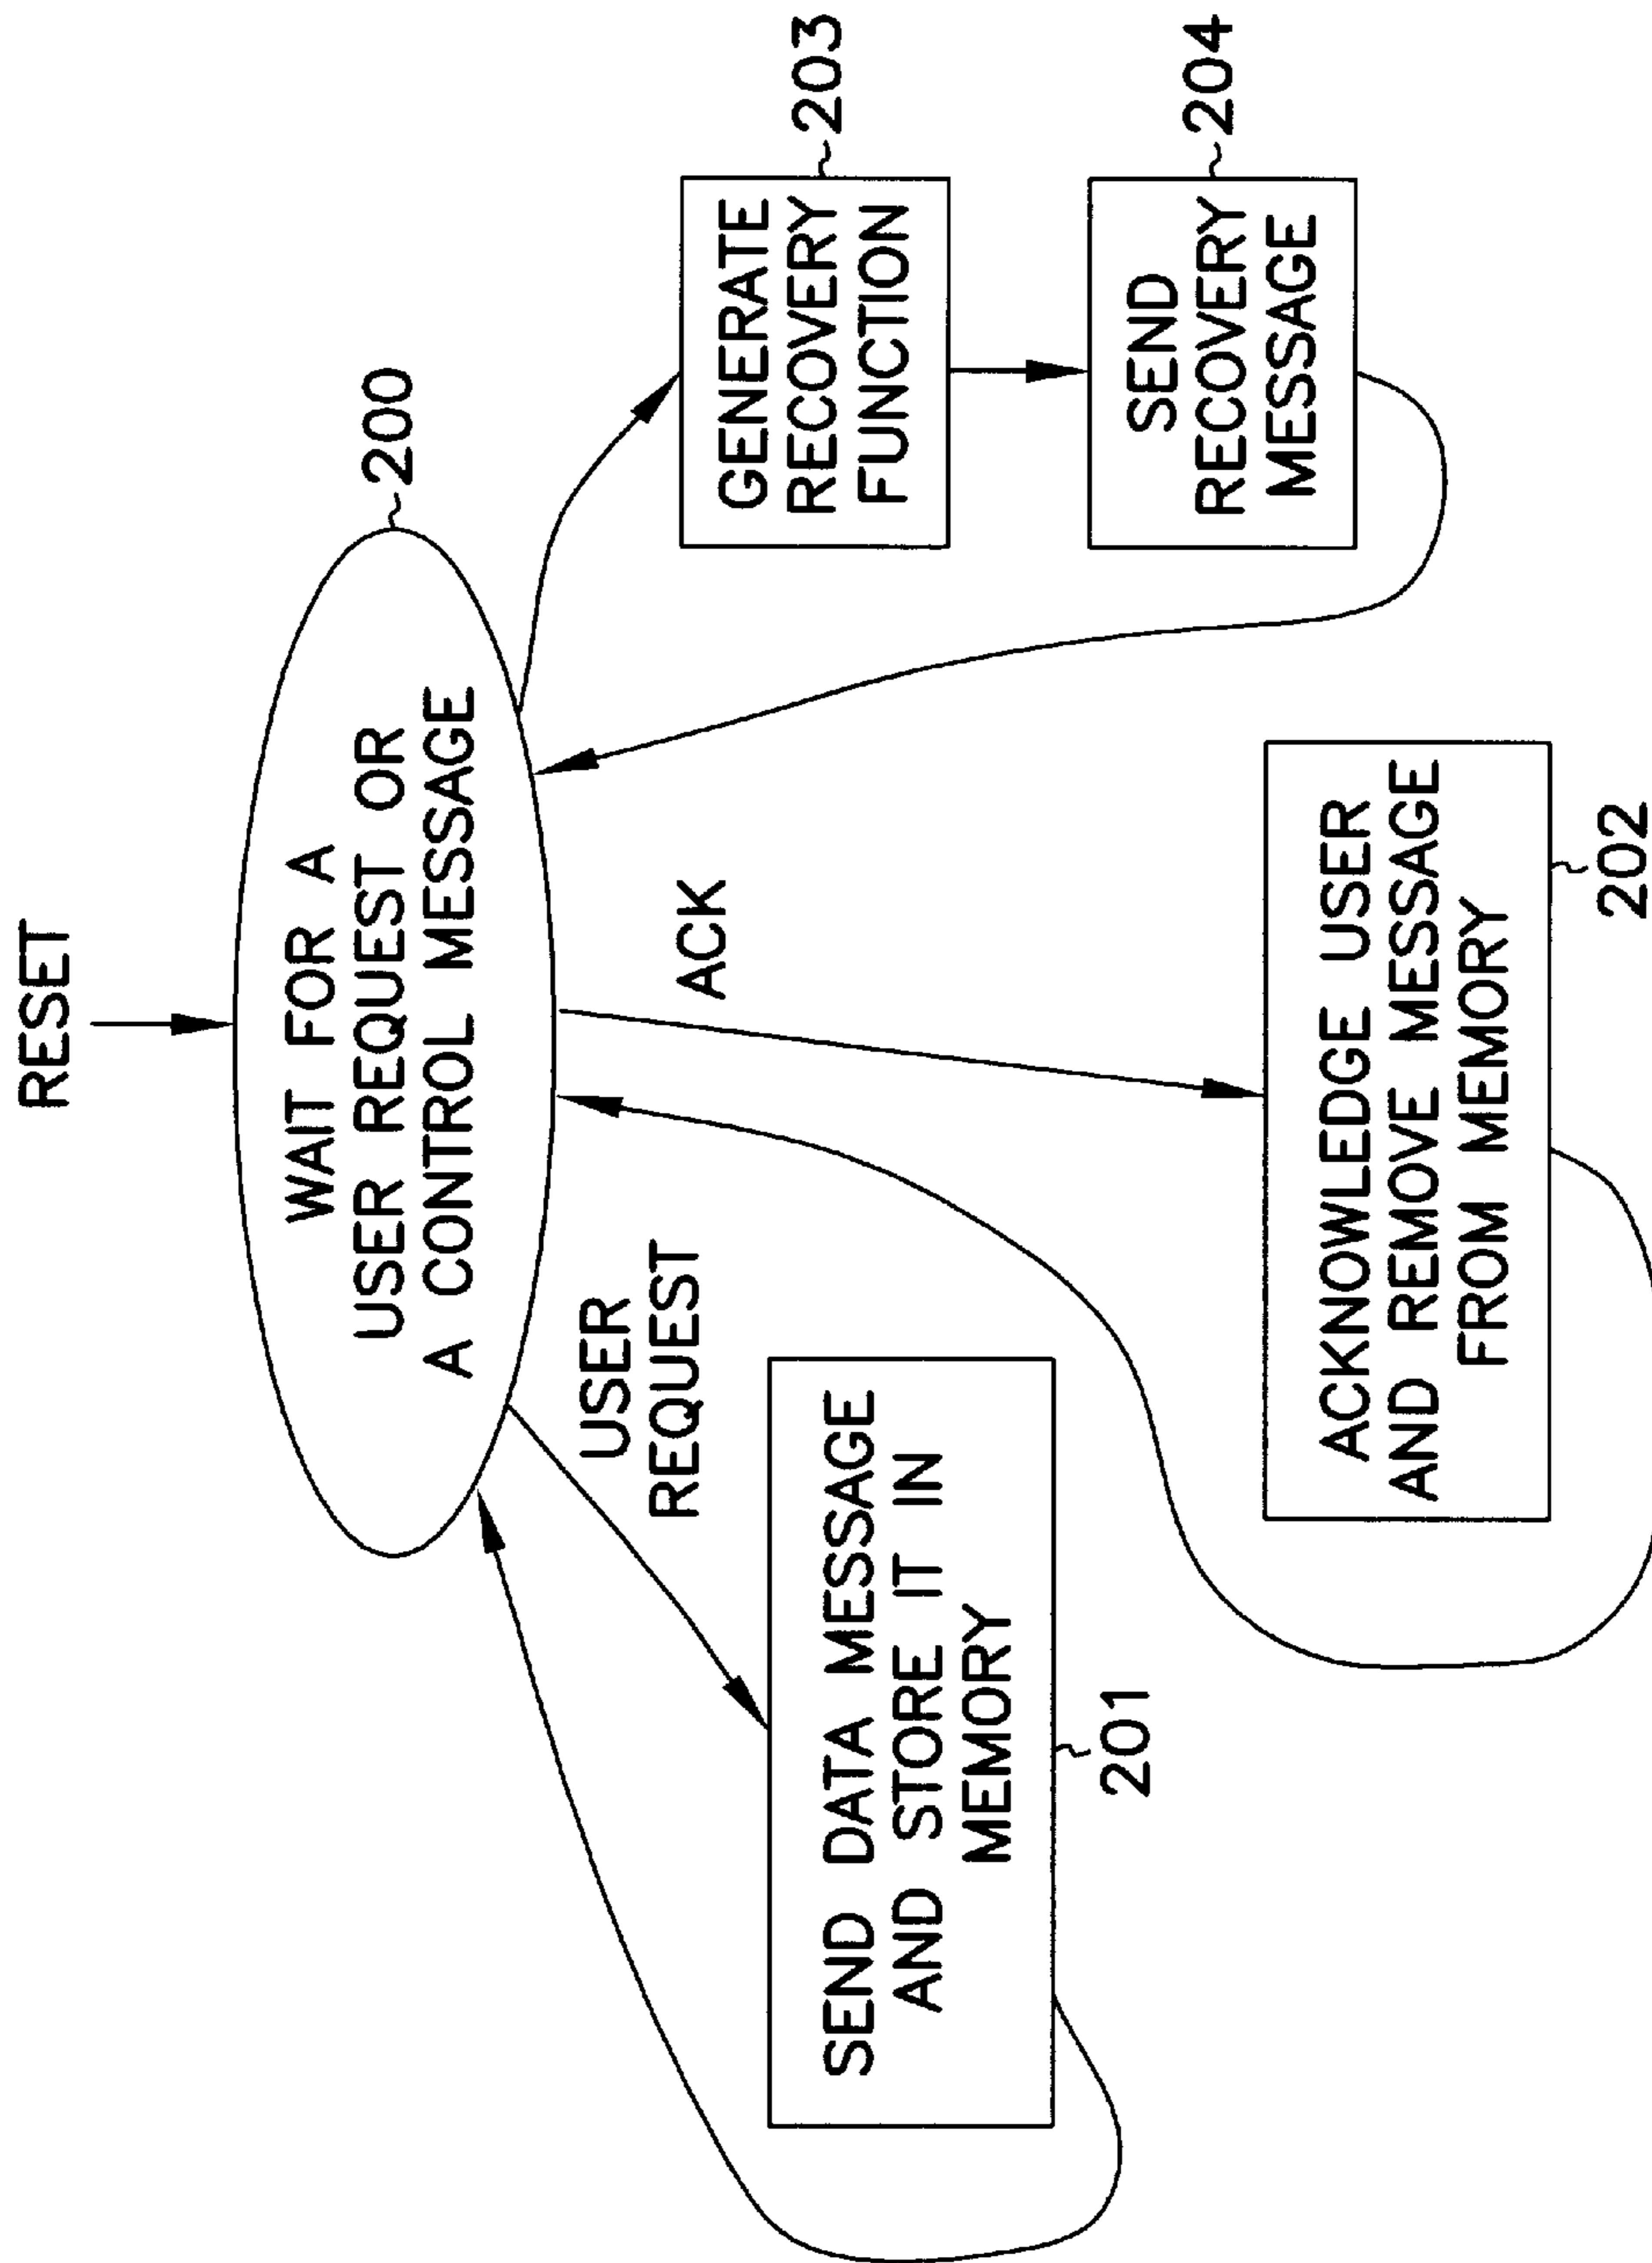 RESET
WAIT FOR A
USER REQUEST OR
A CONTROL MESSAGE
200
USER
REQUEST
ACK
SEND DATA MESSAGE
AND STORE IT IN
MEMORY
201
ACKNOWLEDGE USER
AND REMOVE MESSAGE
FROM MEMORY
202
GENERATE
RECOVERY
FUNCTION
203
SEND
RECOVERY
MESSAGE
204